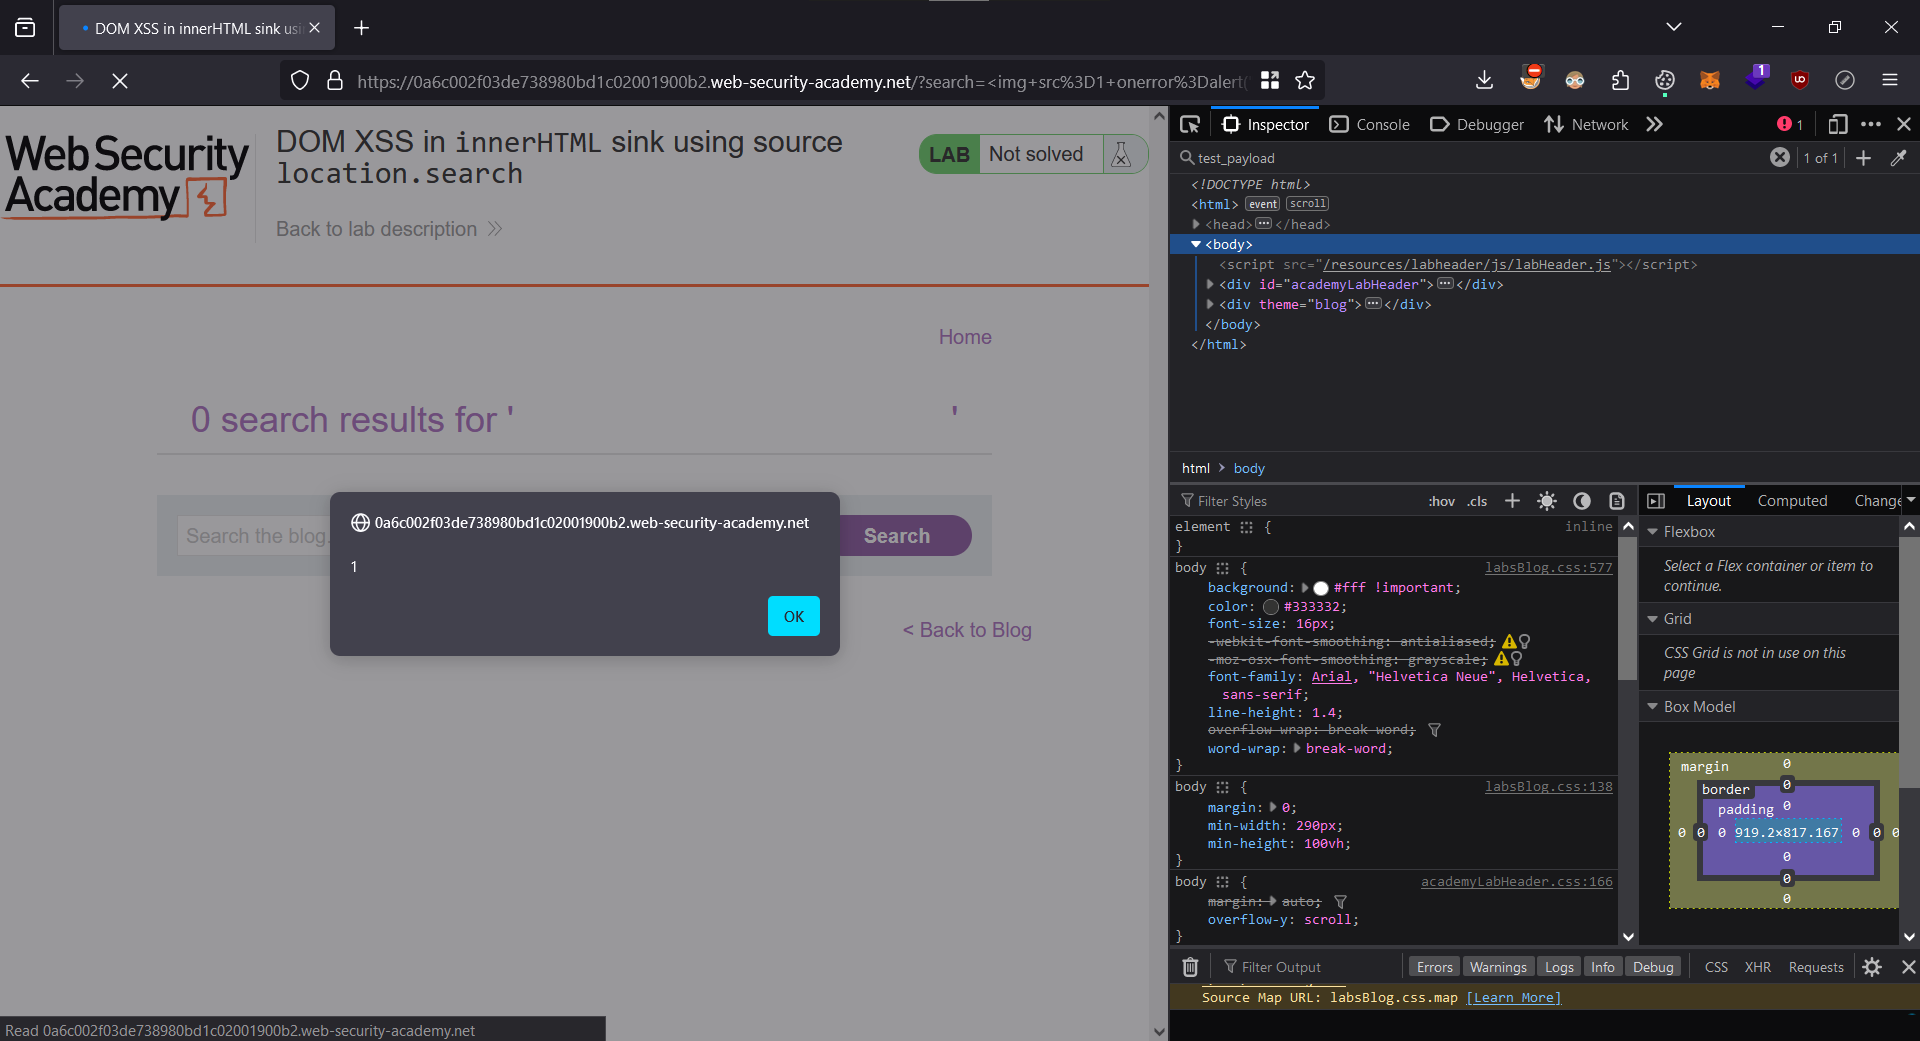 DOM XSS in innerHTML sink usi
https://0a6c002f03de738980bd1c02001900b2.web-security-academy.net/?search=<img+src%3D1+onerror%3Dalert(
1
Web Security
Academy
DOM XSS in innerHTML sink using source
location.search
Back to lab description
LAB Not solved
Home
0 search results for ' '
Search the blog.
Search
0a6c002f03de738980bd1c02001900b2.web-security-academy.net
1
OK
< Back to Blog
Read 0a6c002f03de738980bd1c02001900b2.web-security-academy.net
Inspector Console Debugger Network 1
test_payload 1 of 1
<!DOCTYPE html>
<html> event scroll
<head> </head>
<body>
<script src="/resources/labheader/js/labHeader.js"></script>
<div id="academyLabHeader"> </div>
<div theme="blog"> </div>
</body>
</html>
html > body
Filter Styles :hov .cls
element { inline
}
body { labsBlog.css:577
background: #fff !important;
color: #333332;
font-size: 16px;
-webkit-font-smoothing: antialiased;
-moz-osx-font-smoothing: grayscale;
font-family: Arial, "Helvetica Neue", Helvetica,
sans-serif;
line-height: 1.4;
overflow-wrap: break-word;
word-wrap: break-word;
}
body { labsBlog.css:138
margin: 0;
min-width: 290px;
min-height: 100vh;
}
body { academyLabHeader.css:166
margin: auto;
overflow-y: scroll;
}
Layout Computed Change
Flexbox
Select a Flex container or item to
continue.
Grid
CSS Grid is not in use on this
page
Box Model
margin 0
border 0
padding 0
0 0 0 919.2×817.167 0 0 0
0
0
0
Filter Output Errors Warnings Logs Info Debug CSS XHR Requests
Source Map URL: labsBlog.css.map [Learn More]